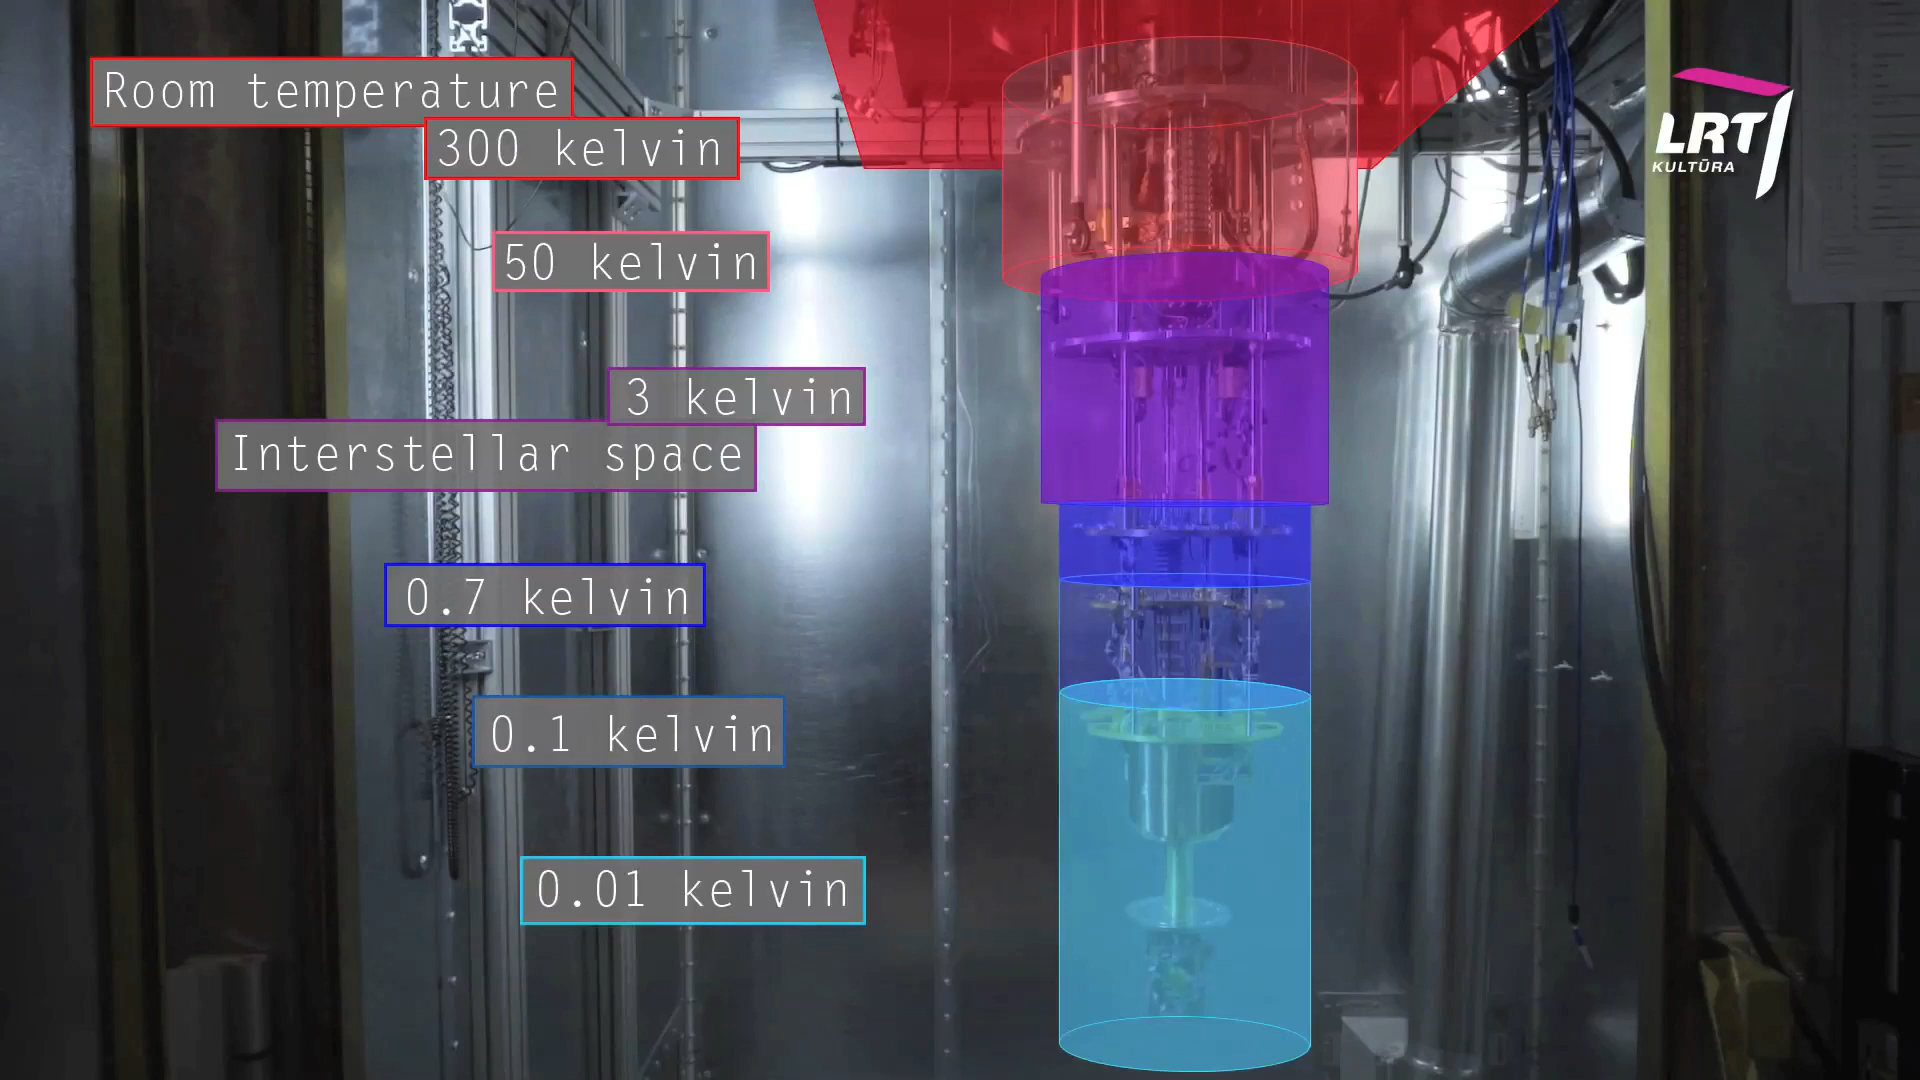 Room temperature
300 kelvin
50 kelvin
3 kelvin
Interstellar space
0.7 kelvin
0.1 kelvin
0.01 kelvin
LRT
KULTŪRA